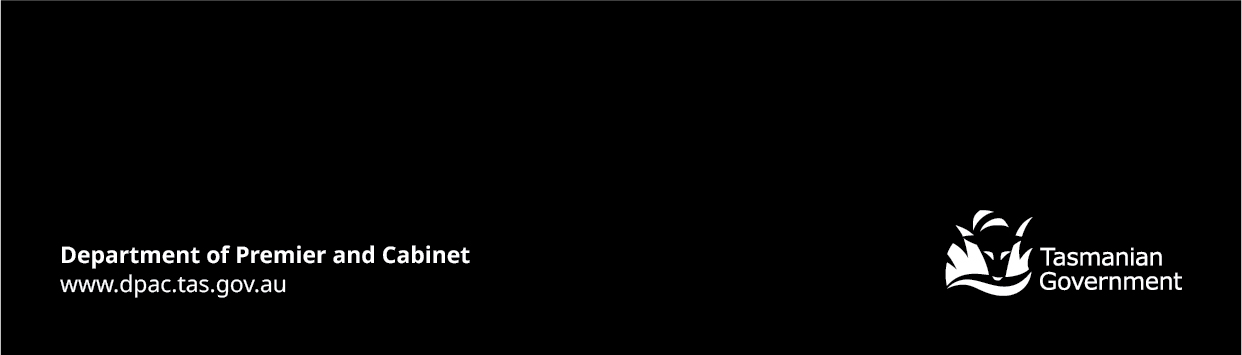 Department of Premier and Cabinet
www.dpac.tas.gov.au
Tasmanian
Government